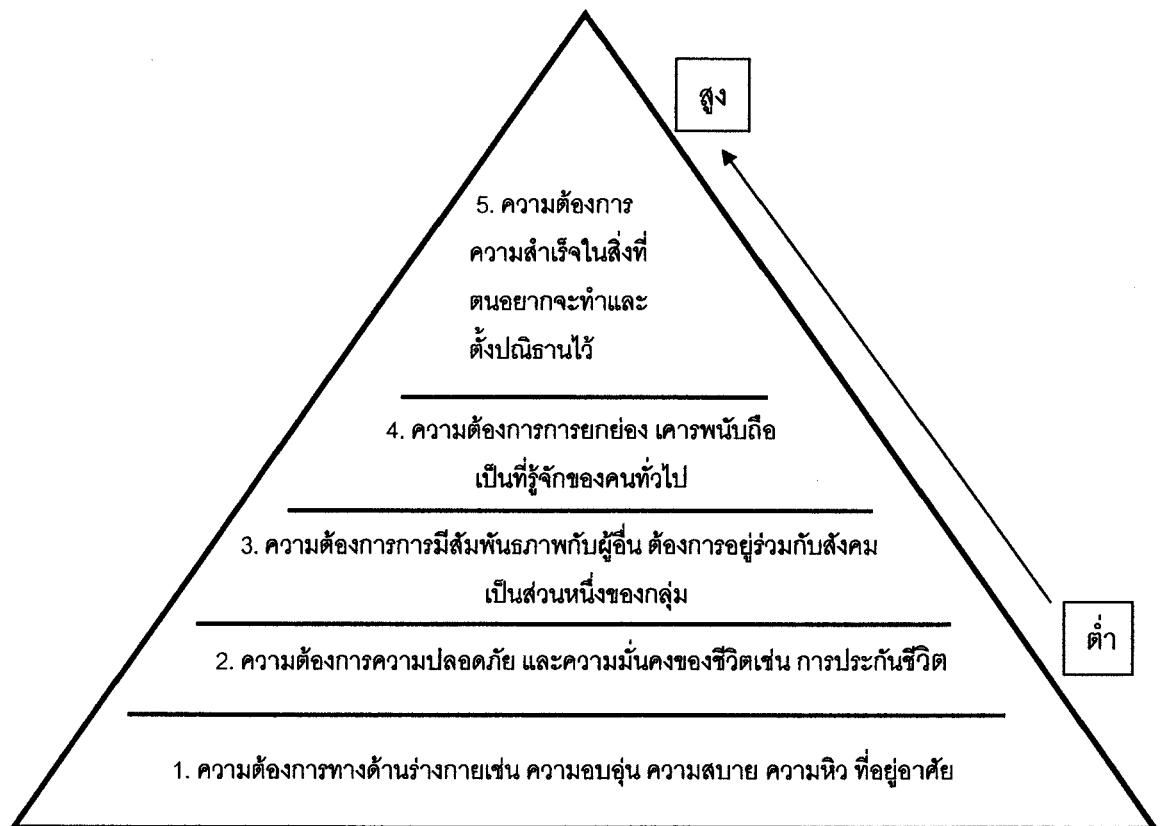 สูง
5. ความต้องการ
ความสำเร็จในสิ่งที่
ตนอยากจะทำและ
ตั้งปณิธานไว้
4. ความต้องการการยกย่อง เคารพนับถือ
เป็นที่รู้จักของคนทั่วไป
3. ความต้องการการมีสัมพันธภาพกับผู้อื่น ต้องการอยู่ร่วมกับสังคม
เป็นส่วนหนึ่งของกลุ่ม
ต่ำ
2. ความต้องการความปลอดภัย และความมั่นคงของชีวิตเช่น การประกันชีวิต
1. ความต้องการทางด้านร่างกายเช่น ความอบอุ่น ความสบาย ความหิว ที่อยู่อาศัย